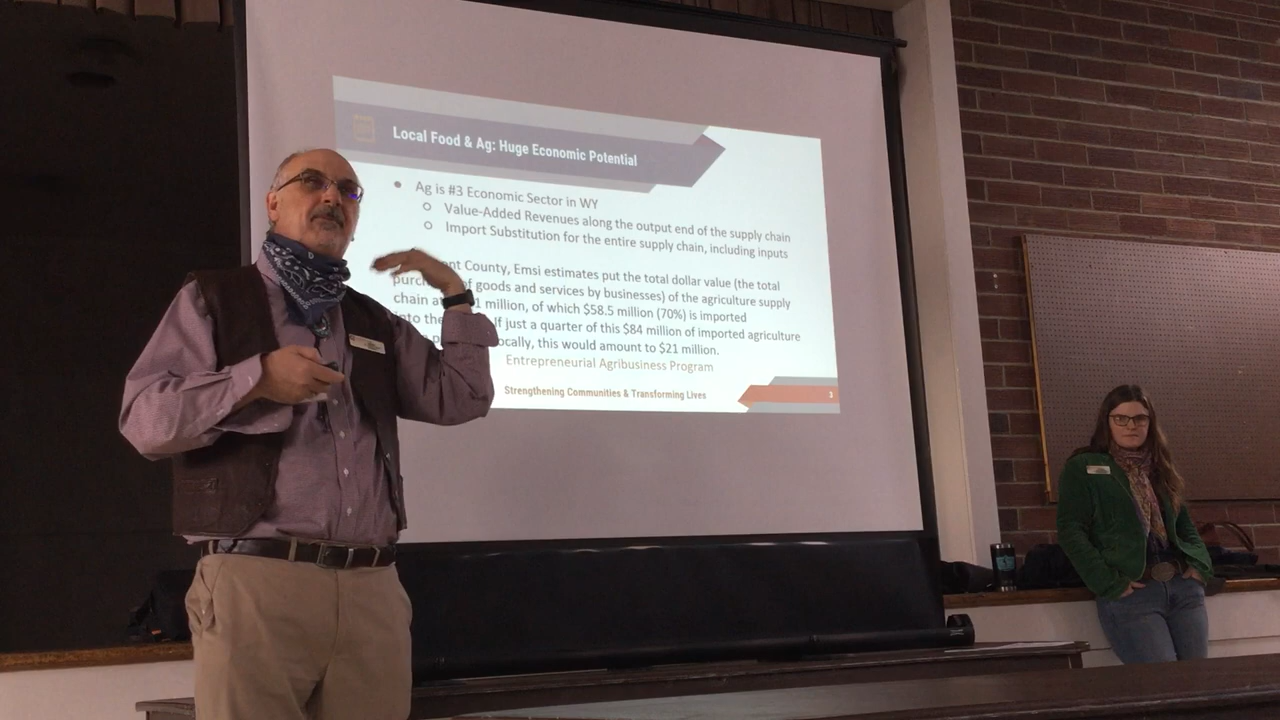 Local Food & Ag: Huge Economic Potential
Ag is #3 Economic Sector in WY
Value-Added Revenues along the output end of the supply chain
Import Substitution for the entire supply chain, including inputs
County, Emsi estimates put the total dollar value (the total
of goods and services by businesses) of the agriculture supply
chain at million, of which $58.5 million (70%) is imported
into the If just a quarter of this $84 million of imported agriculture
locally, this would amount to $21 million.
Entrepreneurial Agribusiness Program
Strengthening Communities & Transforming Lives
3